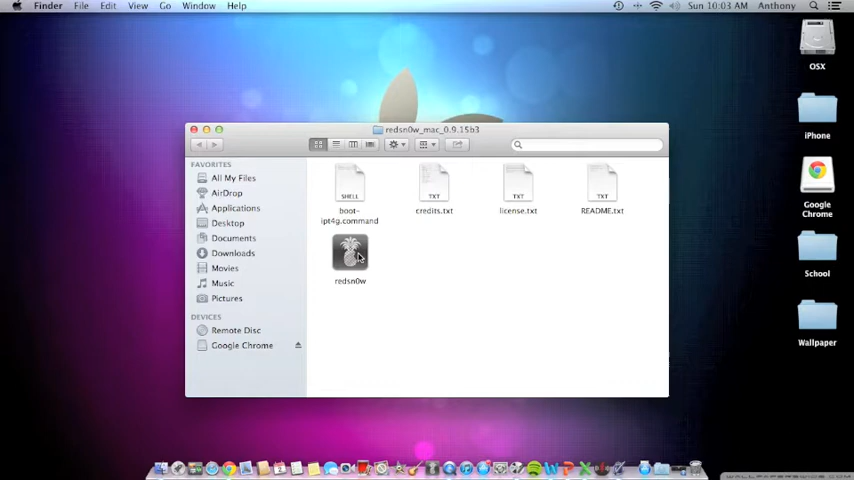 Finder File Edit View Go Window Help Sun 10:03 AM Anthony
OSX
iPhone
Google
Chrome
School
Wallpaper
redsn0w_mac_0.9.15b3
FAVORITES
All My Files
AirDrop
Applications
Desktop
Documents
Downloads
Movies
Music
Pictures
DEVICES
Remote Disc
Google Chrome
SHELL
boot-
ipt4g.command
TXT
credits.txt
TXT
license.txt
TXT
README.txt
redsn0w